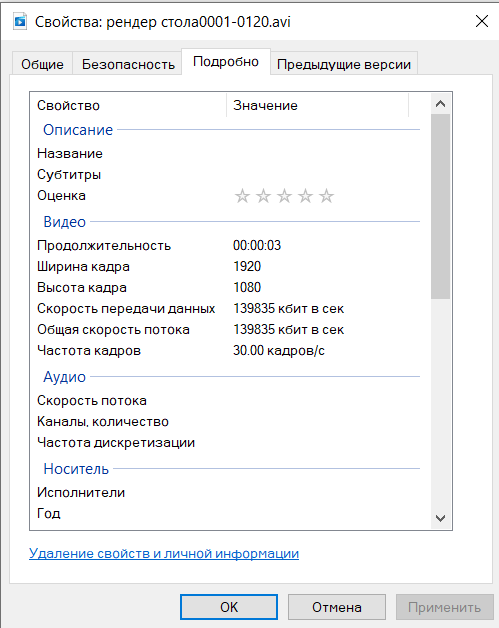 Свойства: рендер стола0001-0120.avi
Общие Безопасность Подробно Предыдущие версии
Свойство Значение
Описание
Название
Субтитры
Оценка
Видео
Продолжительность 00:00:03
Ширина кадра 1920
Высота кадра 1080
Скорость передачи данных 139835 кбит в сек
Общая скорость потока 139835 кбит в сек
Частота кадров 30.00 кадров/с
Аудио
Скорость потока
Каналы, количество
Частота дискретизации
Носитель
Исполнители
Год
Удаление свойств и личной информации
OK Отмена Применить